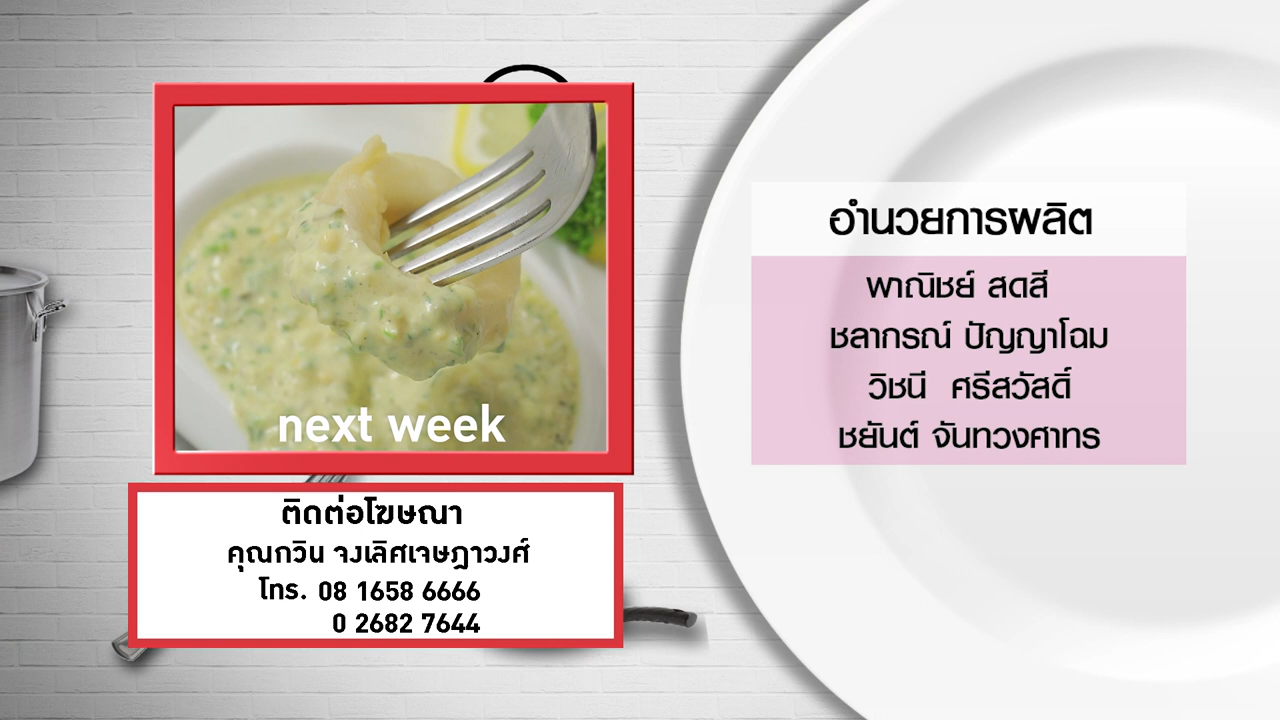 next week
ติดต่อโฆษณา
คุณกวิน จงเลิศเจษฎาวงศ์
โทร. 08 1658 6666
0 2682 7644
อำนวยการผลิต
พาณิชย์ สดสี
ชลากรณ์ ปัญญาโฉม
วิชนี ศรีสวัสดิ์
ชยันต์ จันทวงศาทร